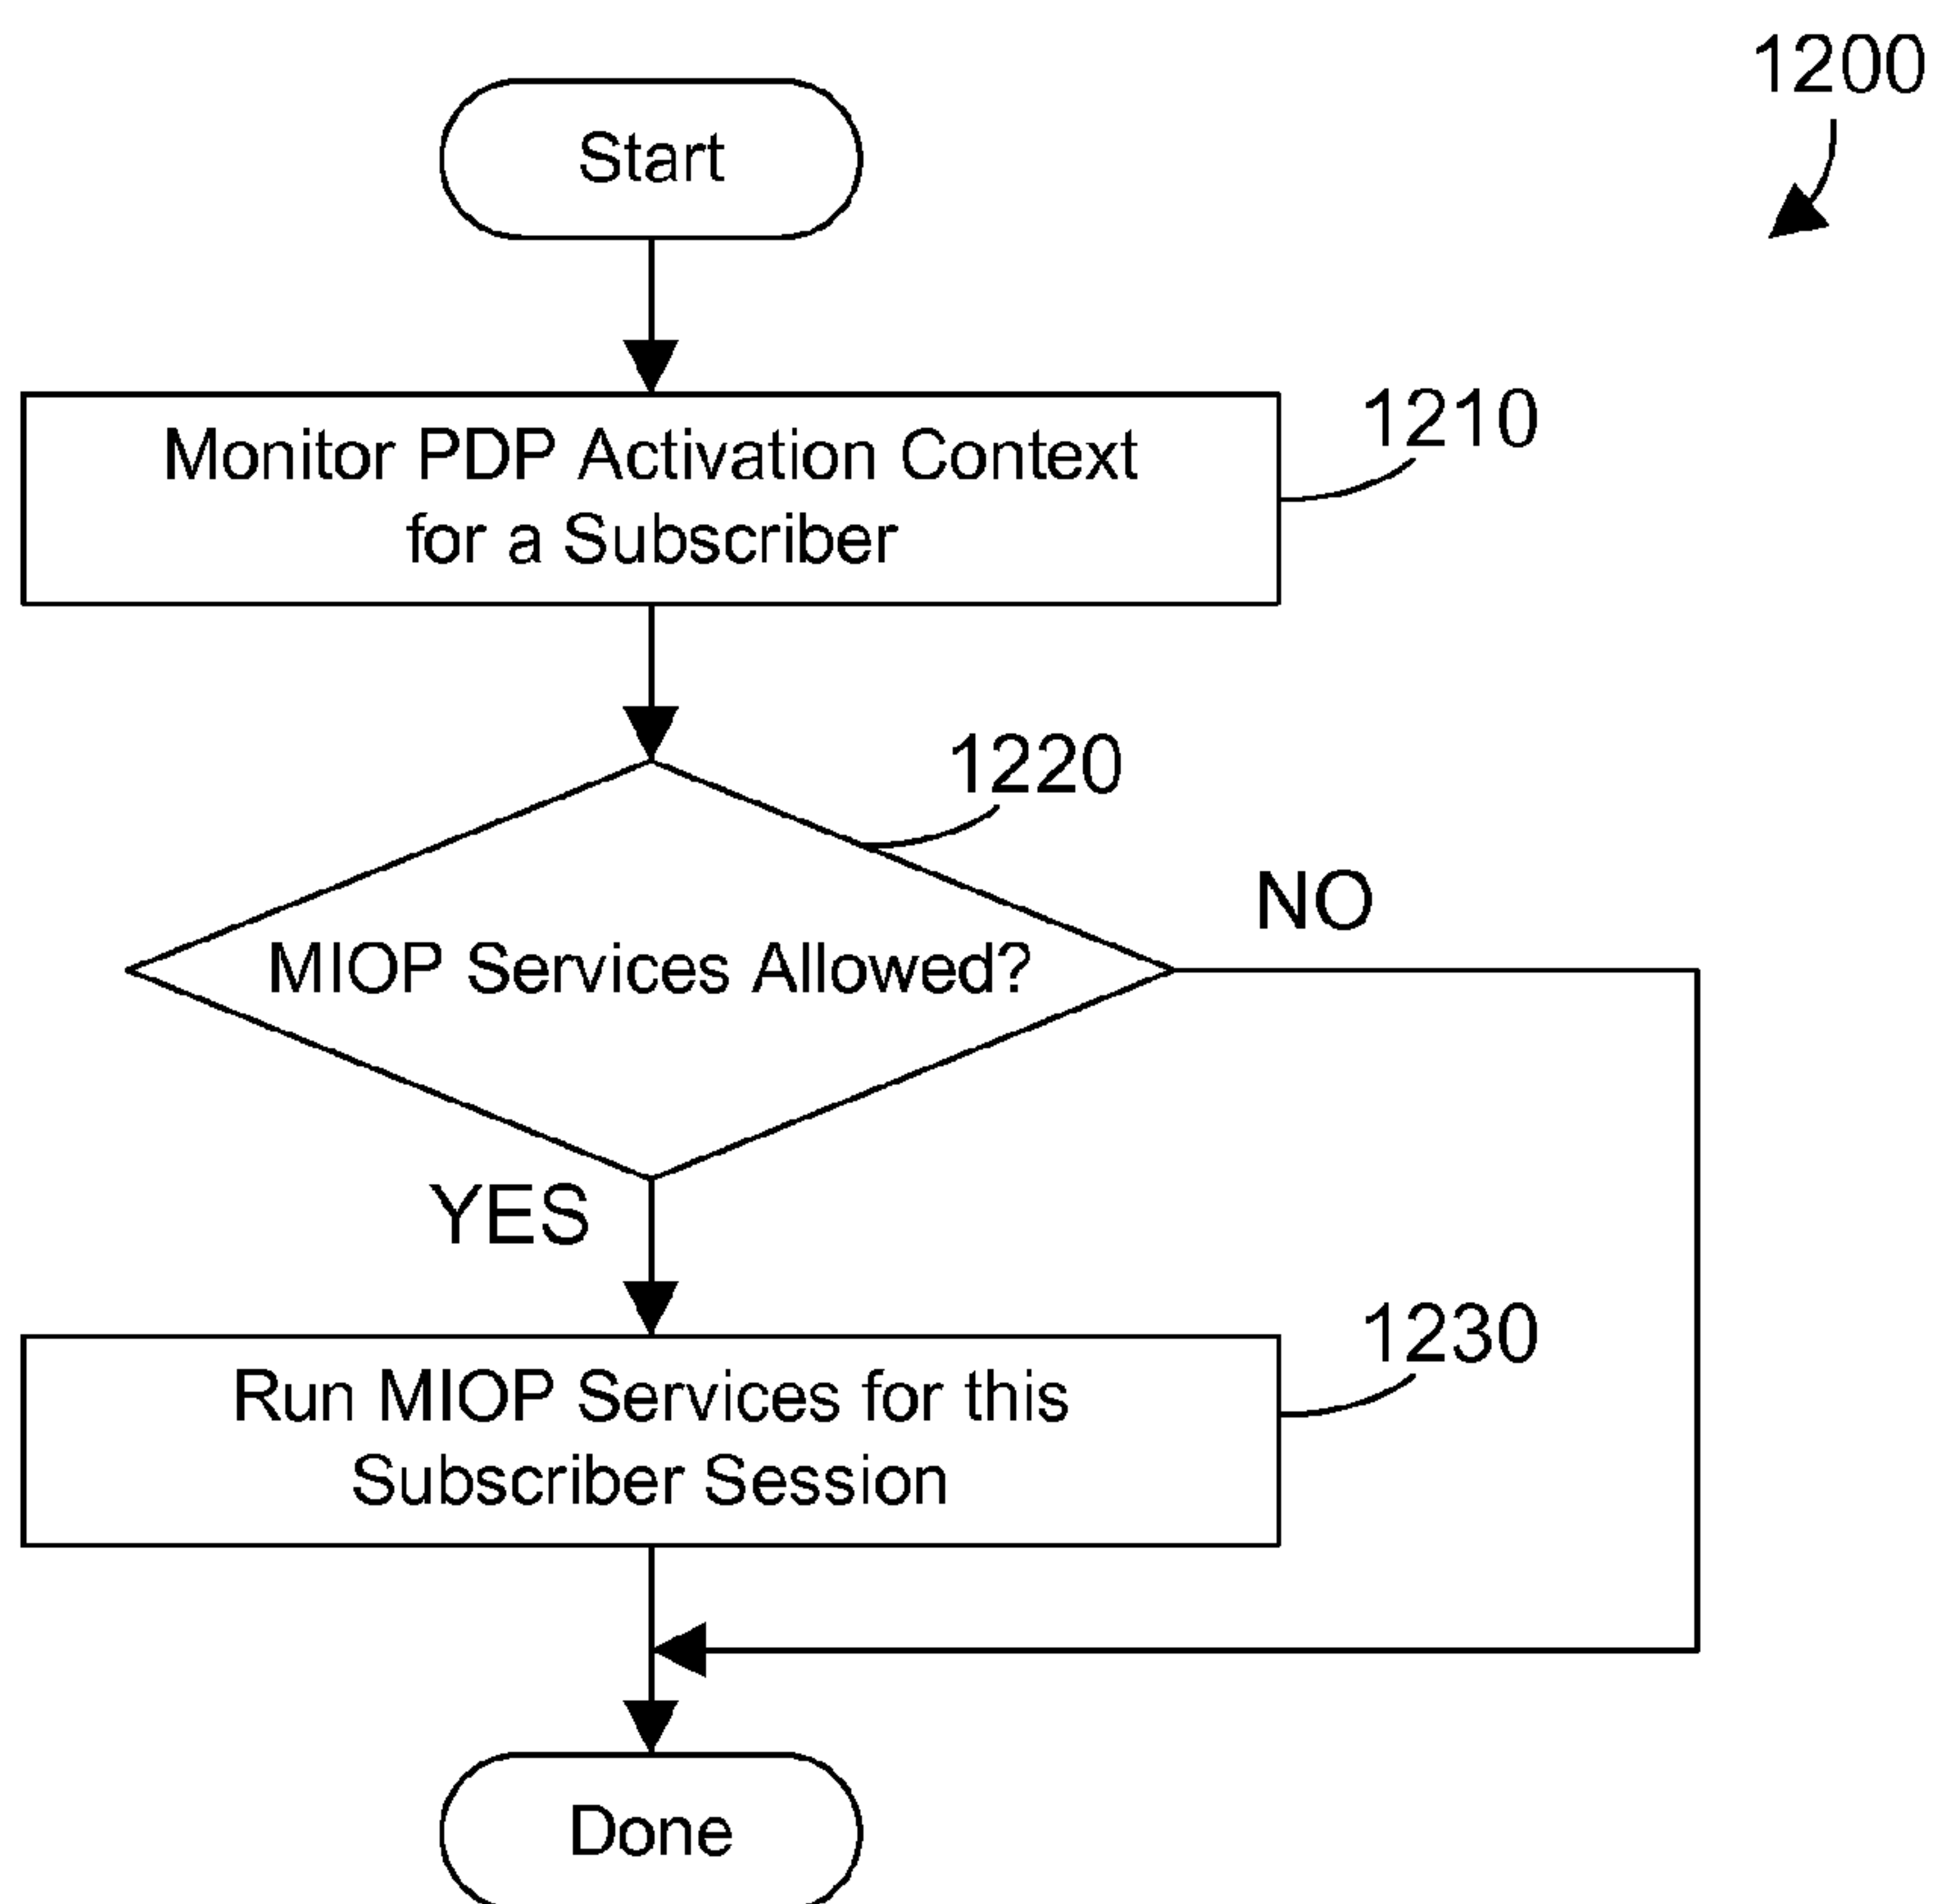 1200
Start
Monitor PDP Activation Context
for a Subscriber
1210
1220
MIOP Services Allowed?
NO
YES
Run MIOP Services for this
Subscriber Session
1230
Done